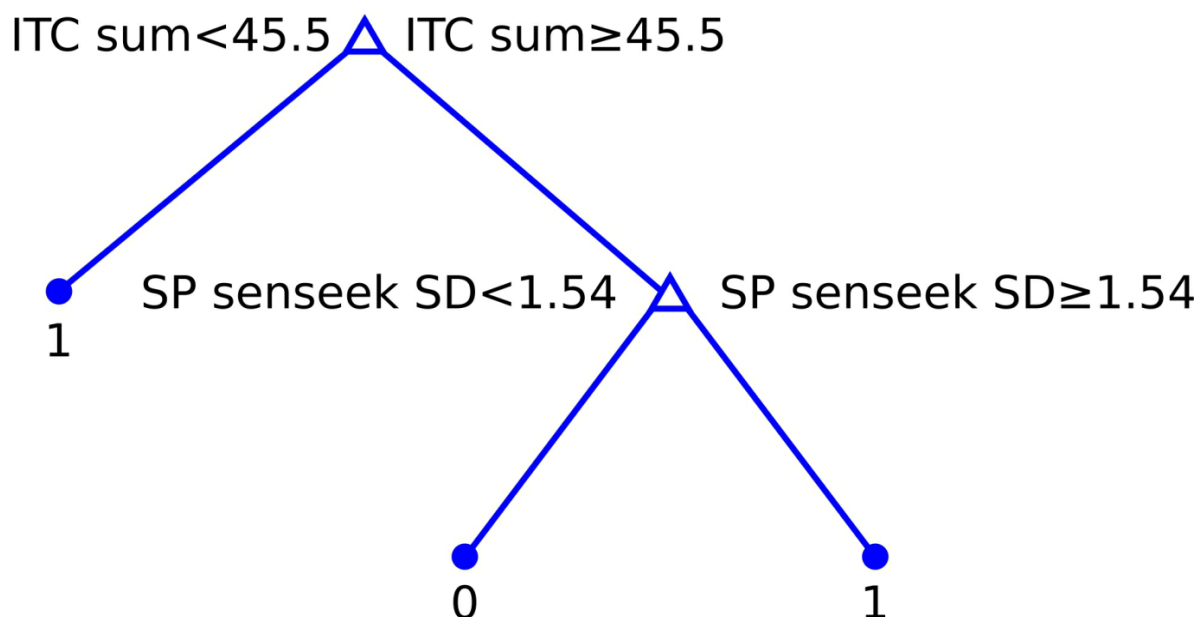 ITC sum<45.5 ITC sum≥45.5
SP senseek SD<1.54 SP senseek SD≥1.54
1
0 1